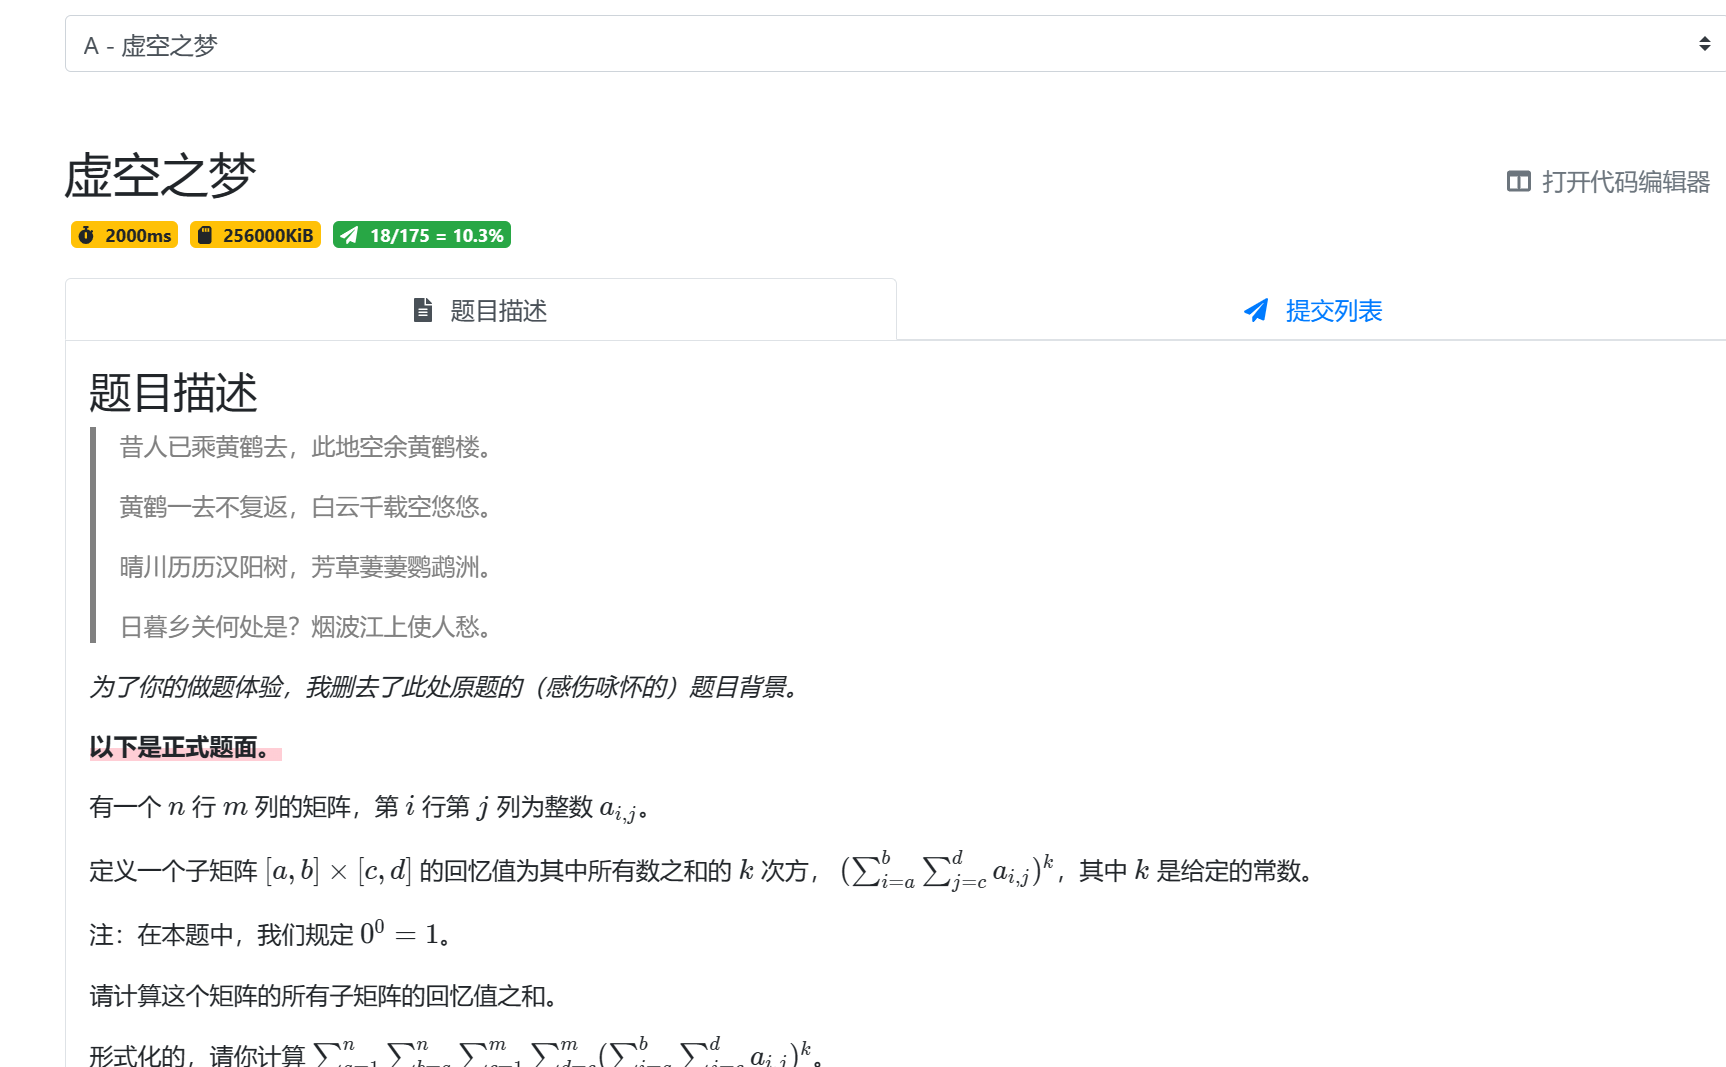 A - 虚空之梦
虚空之梦
打开代码编辑器
2000ms 256000KiB 18/175 = 10.3%
题目描述 提交列表
题目描述
昔人已乘黄鹤去，此地空余黄鹤楼。
黄鹤一去不复返，白云千载空悠悠。
晴川历历汉阳树，芳草萋萋鹦鹉洲。
日暮乡关何处是？烟波江上使人愁。
为了你的做题体验，我删去了此处原题的（感伤咏怀的）题目背景。
以下是正式题面。
有一个 n 行 m 列的矩阵，第 i 行第 j 列为整数 a_{i,j}。
定义一个子矩阵 [a, b] × [c, d] 的回忆值为其中所有数之和的 k 次方，(∑_{i=a}^{b} ∑_{j=c}^{d} a_{i,j})^k，其中 k 是给定的常数。
注：在本题中，我们规定 0^0 = 1。
请计算这个矩阵的所有子矩阵的回忆值之和。
形式化的，请你计算 ∑_{a=1}^{n} ∑_{b=a}^{n} ∑_{c=1}^{m} ∑_{d=c}^{m} (∑_{i=a}^{b} ∑_{j=c}^{d} a_{i,j})^k。